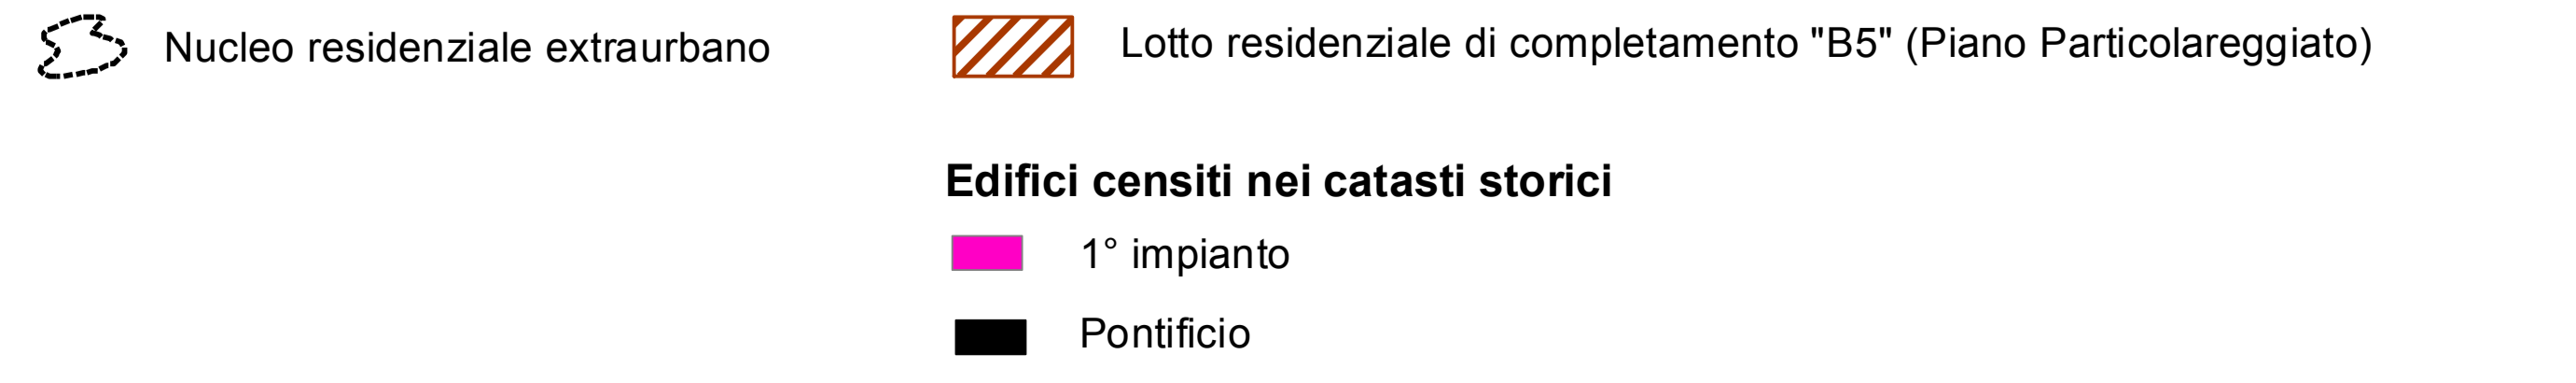 Nucleo residenziale extraurbano
Lotto residenziale di completamento "B5" (Piano Particolareggiato)
Edifici censiti nei catasti storici
1° impianto
Pontificio